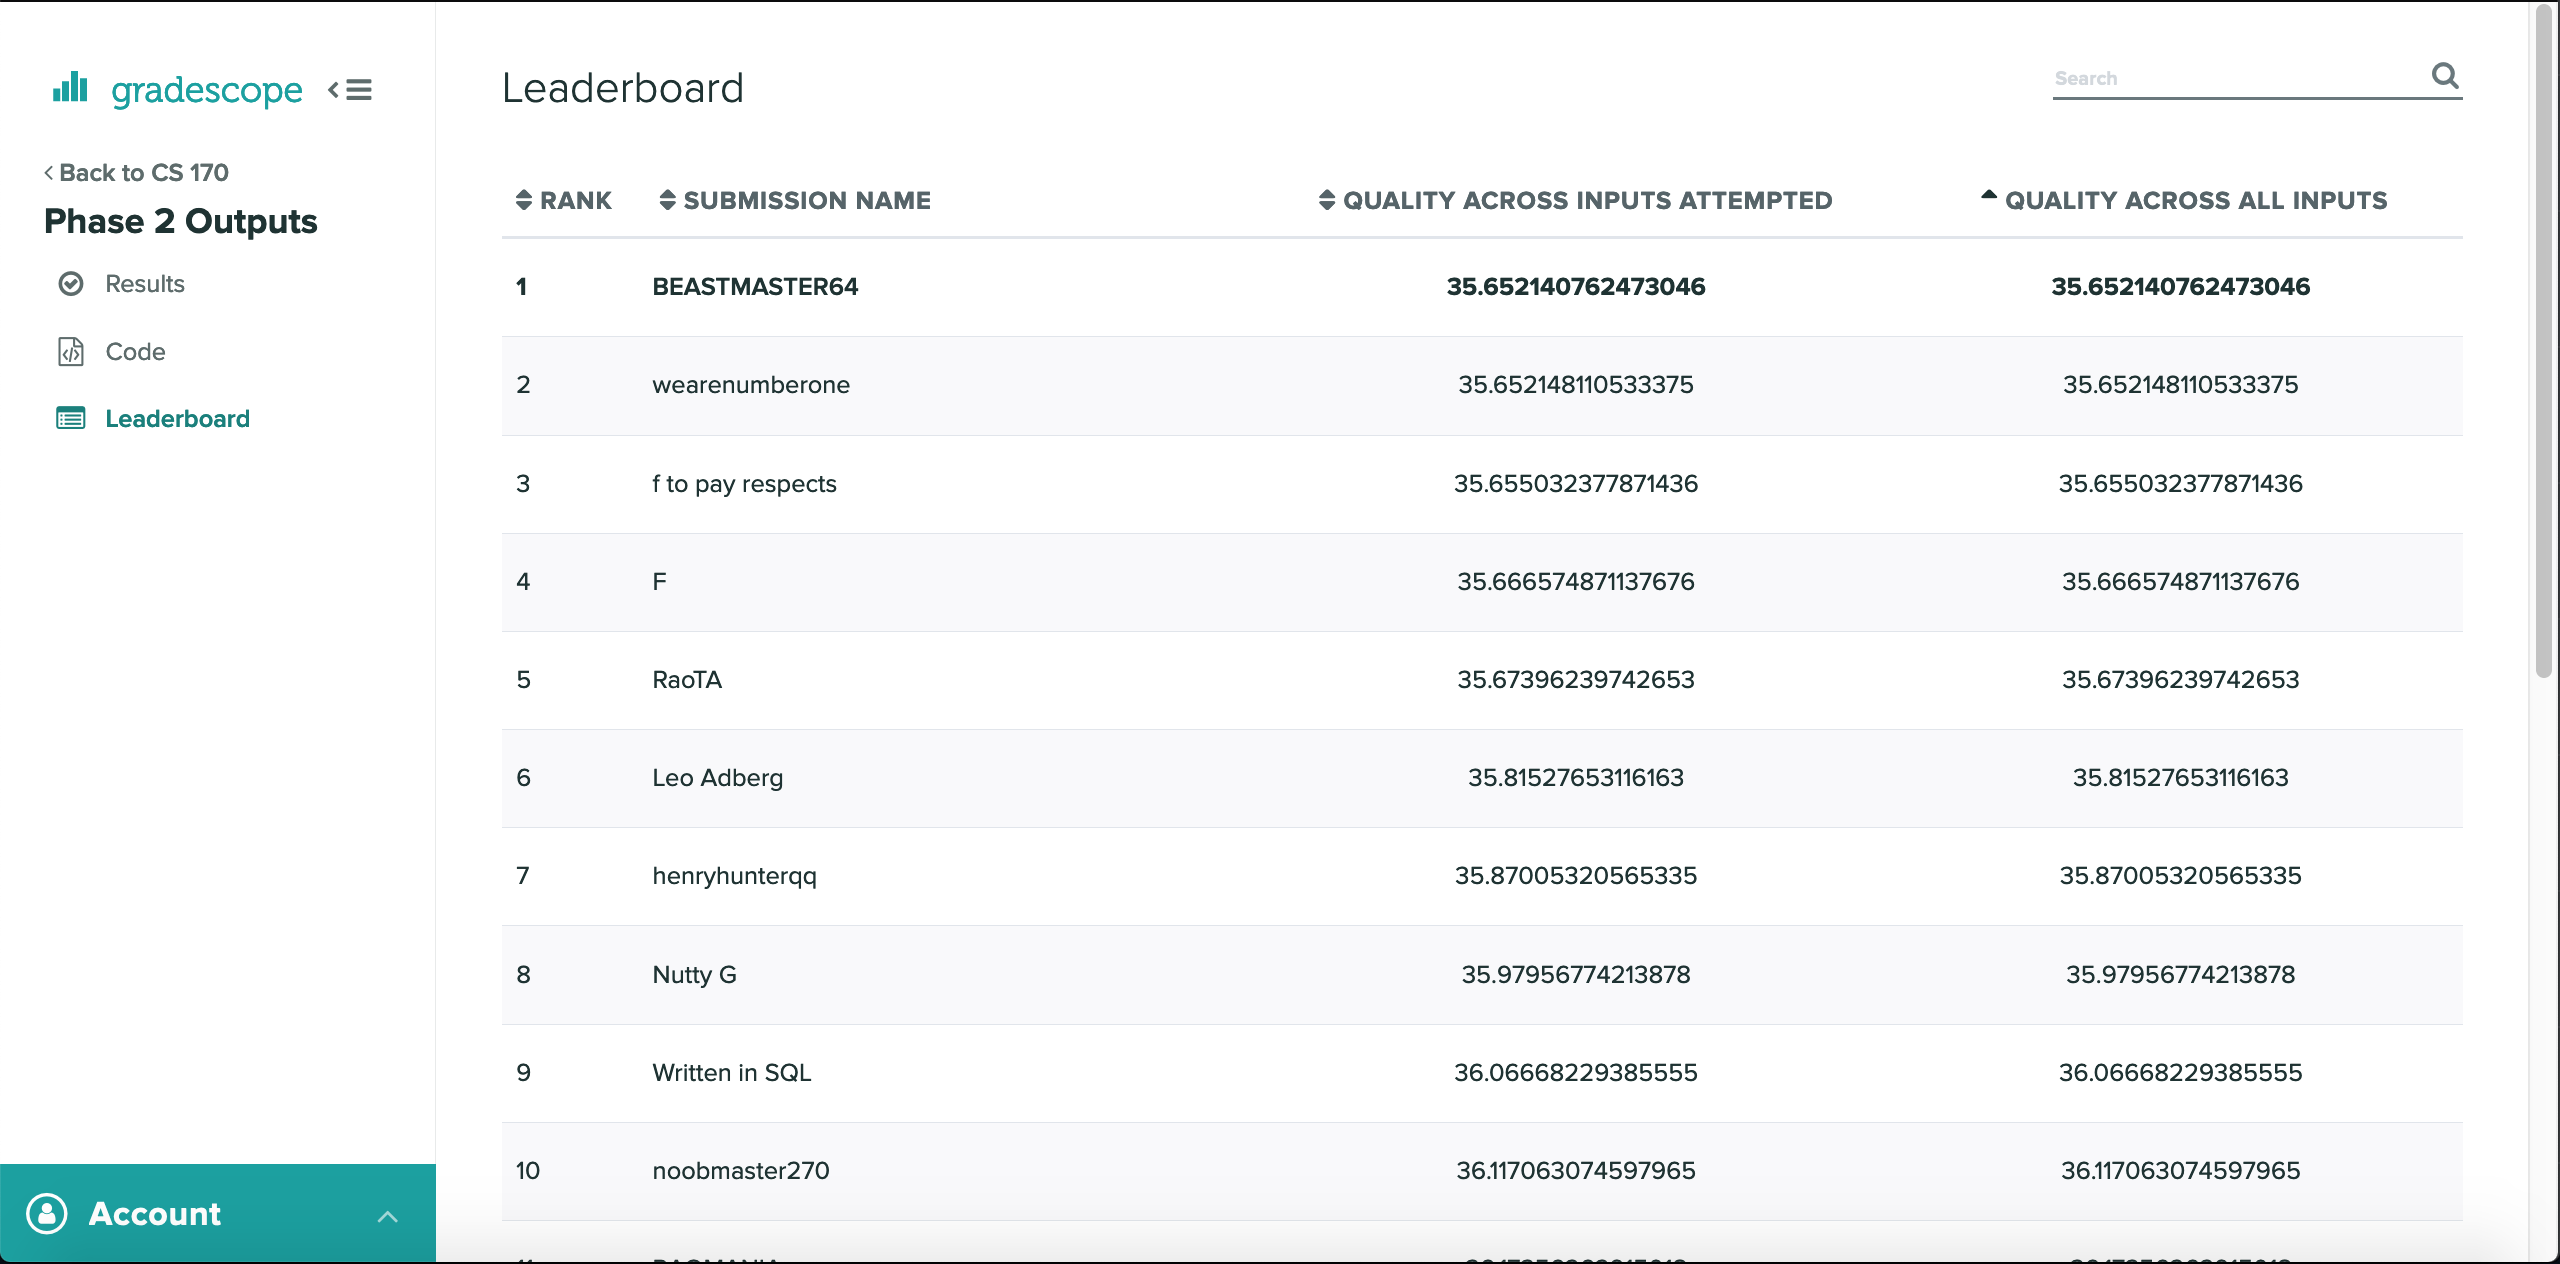 gradescope
Back to CS 170
Phase 2 Outputs
Results
Code
Leaderboard
Account
Leaderboard
Search
RANK SUBMISSION NAME QUALITY ACROSS INPUTS ATTEMPTED QUALITY ACROSS ALL INPUTS
1 BEASTMASTER64 35.652140762473046 35.652140762473046
2 wearenumberone 35.652148110533375 35.652148110533375
3 f to pay respects 35.655032377871436 35.655032377871436
4 F 35.666574871137676 35.666574871137676
5 RaoTA 35.67396239742653 35.67396239742653
6 Leo Adberg 35.81527653116163 35.81527653116163
7 henryhunterqq 35.87005320565335 35.87005320565335
8 Nutty G 35.97956774213878 35.97956774213878
9 Written in SQL 36.06668229385555 36.06668229385555
10 noobmaster270 36.117063074597965 36.117063074597965